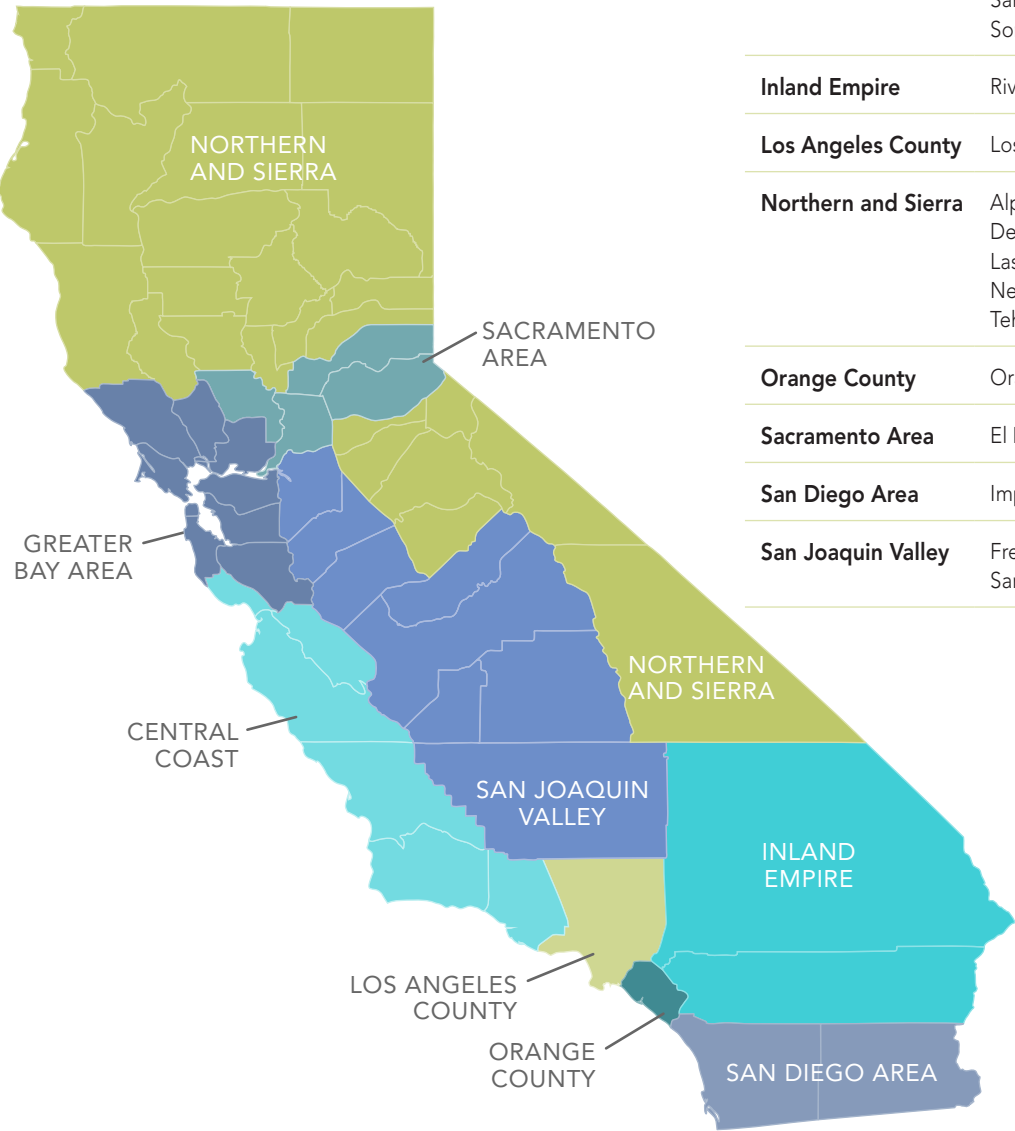 NORTHERN
AND SIERRA
SACRAMENTO
AREA
GREATER
BAY AREA
CENTRAL
COAST
NORTHERN
AND SIERRA
SAN JOAQUIN
VALLEY
INLAND
EMPIRE
LOS ANGELES
COUNTY
ORANGE
COUNTY
SAN DIEGO AREA
So
Inland Empire Riv
Los Angeles County Los
Northern and Sierra Alp
De
Las
Ne
Teh
Orange County Or
Sacramento Area El
San Diego Area Imp
San Joaquin Valley Fre
Sar